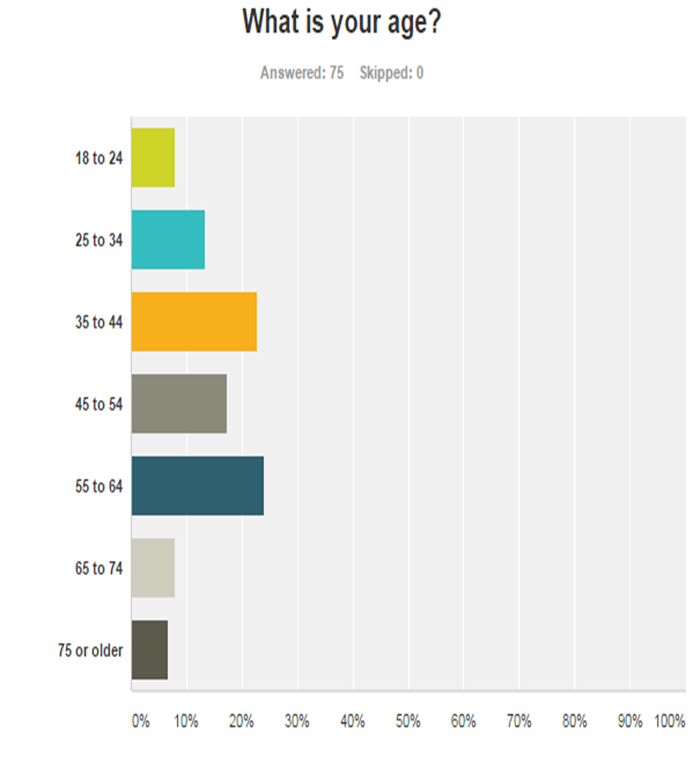 What is your age?
Answered: 75 Skipped: 0
18 to 24
25 to 34
35 to 44
45 to 54
55 to 64
65 to 74
75 or older
0% 10% 20% 30% 40% 50% 60% 70% 80% 90% 100%